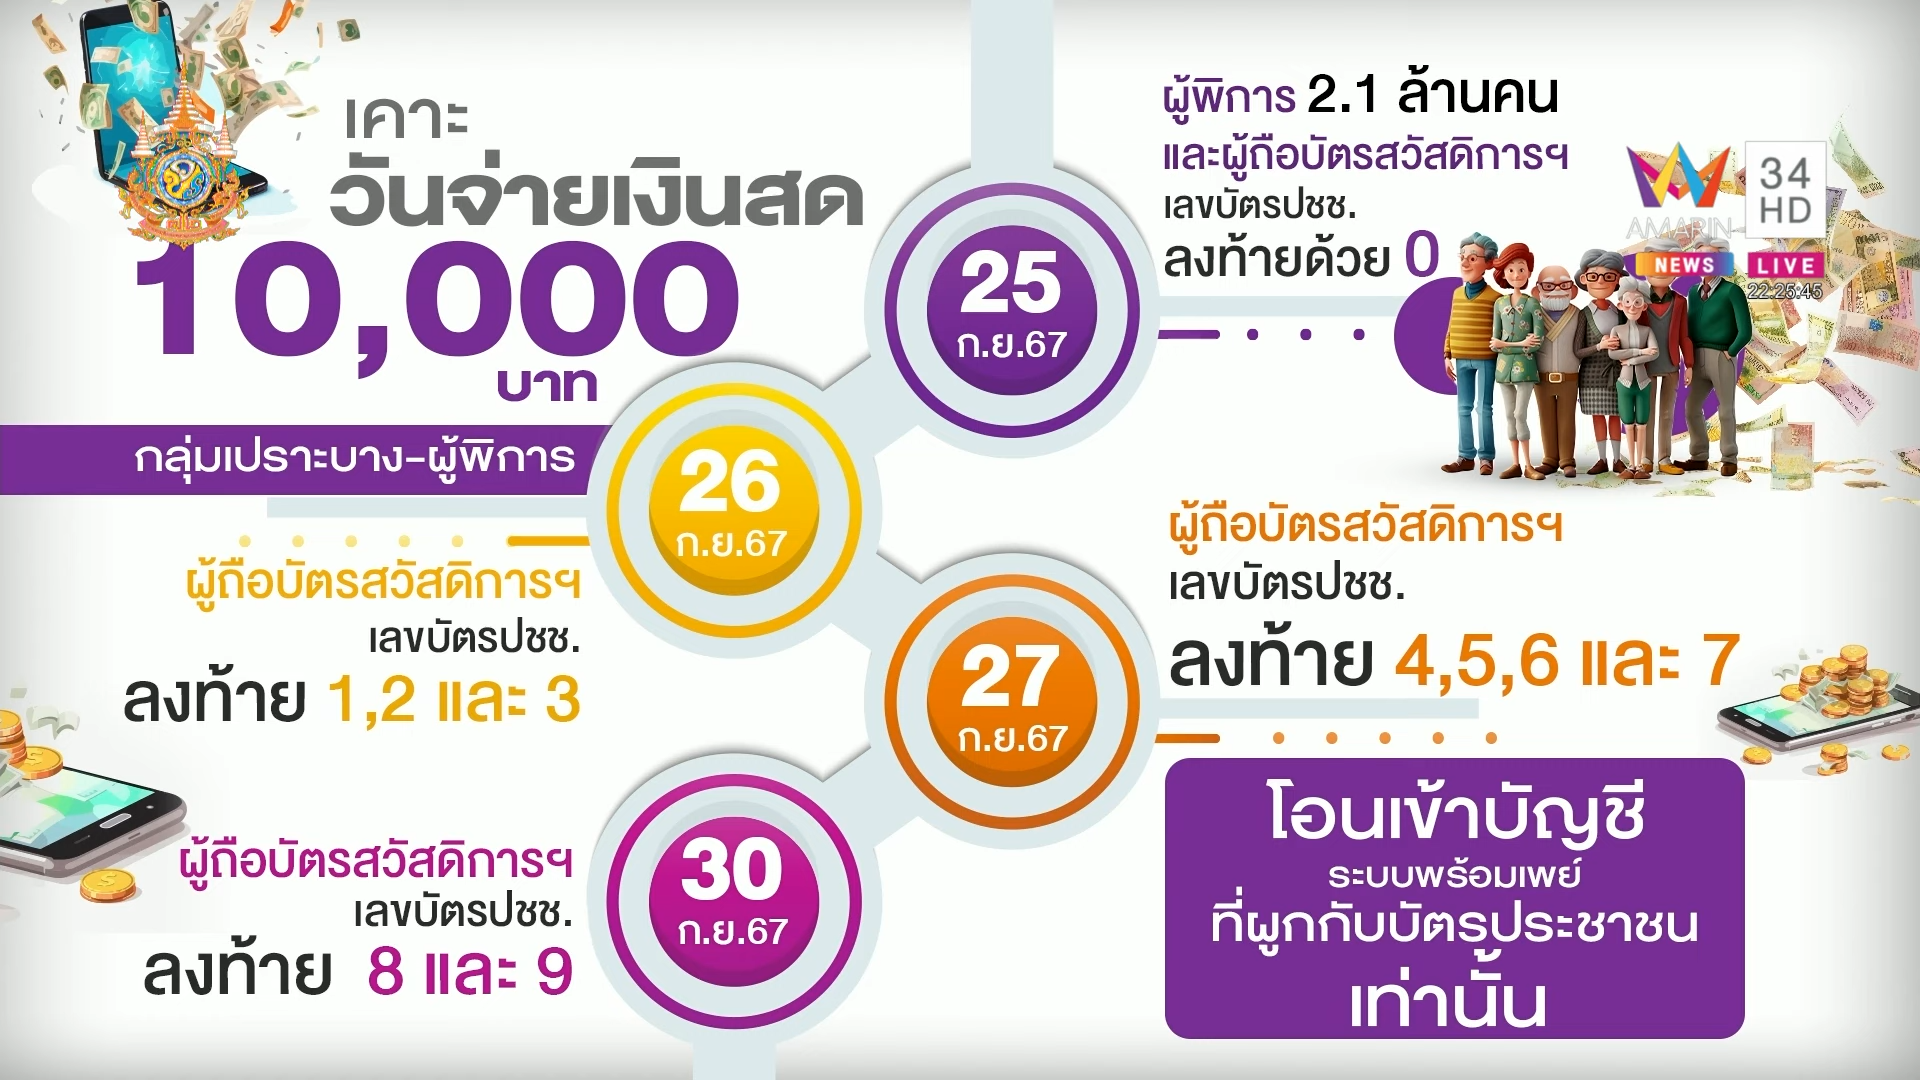 เคาะ
วันจ่ายเงินสด
10,000
บาท
กลุ่มเปราะบาง-ผู้พิการ
25
ก.ย.67
ผู้พิการ 2.1 ล้านคน
และผู้ถือบัตรสวัสดิการฯ
เลขบัตรปชช.
ลงท้ายด้วย 0
AMARIN
34
HD
NEWS
LIVE
22:25:45
26
ก.ย.67
ผู้ถือบัตรสวัสดิการฯ
เลขบัตรปชช.
ลงท้าย 1,2 และ 3
27
ก.ย.67
ผู้ถือบัตรสวัสดิการฯ
เลขบัตรปชช.
ลงท้าย 4,5,6 และ 7
30
ก.ย.67
ผู้ถือบัตรสวัสดิการฯ
เลขบัตรปชช.
ลงท้าย 8 และ 9
โอนเข้าบัญชี
ระบบพร้อมเพย์
ที่ผูกกับบัตรประชาชน
เท่านั้น